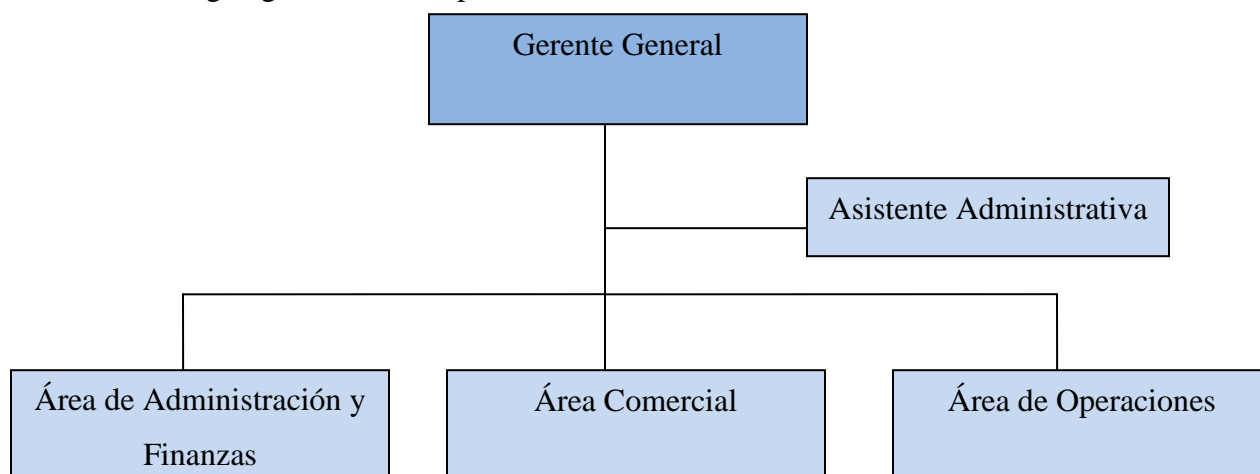 Gerente General
Asistente Administrativa
Área de Administración y
Finanzas
Área Comercial
Área de Operaciones